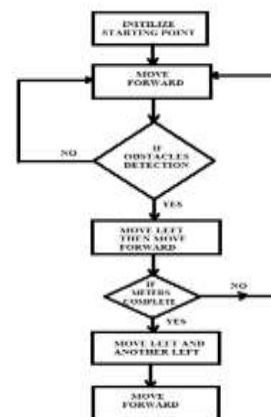 INITILIZE
STARTING POINT
MOVE
FORWARD
IF
OBSTACLES
DETECTION
NO
YES
MOVE LEFT
THEN MOVE
FORWARD
IF
METERS
COMPLETE
NO
YES
MOVE LEFT AND
ANOTHER LEFT
MOVE
FORWARD